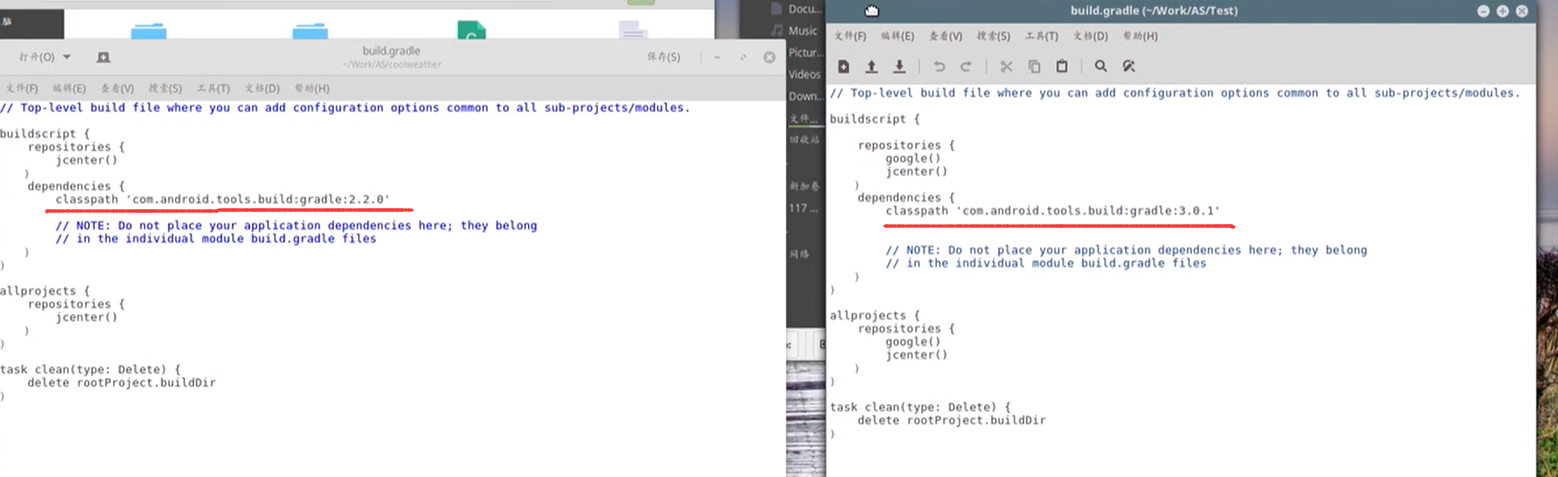 脑
打开(O)
build.gradle
~/Work/AS/coolweather
保存(S)
文件(F) 编辑(E) 查看(V) 搜索(S) 工具(T) 文档(D) 帮助(H)
// Top-level build file where you can add configuration options common to all sub-projects/modules.
buildscript {
repositories {
jcenter()
}
dependencies {
classpath 'com.android.tools.build:gradle:2.2.0'
// NOTE: Do not place your application dependencies here; they belong
// in the individual module build.gradle files
}
}
allprojects {
repositories {
jcenter()
}
}
task clean(type: Delete) {
delete rootProject.buildDir
}
Docu...
Music
Pictur...
Videos
Down...
文件...
回收站
新加卷
117 ...
网络
build.gradle (~/Work/AS/Test)
文件(F) 编辑(E) 查看(V) 搜索(S) 工具(T) 文档(D) 帮助(H)
// Top-level build file where you can add configuration options common to all sub-projects/modules.
buildscript {
repositories {
google()
jcenter()
}
dependencies {
classpath 'com.android.tools.build:gradle:3.0.1'
// NOTE: Do not place your application dependencies here; they belong
// in the individual module build.gradle files
}
}
allprojects {
repositories {
google()
jcenter()
}
}
task clean(type: Delete) {
delete rootProject.buildDir
}